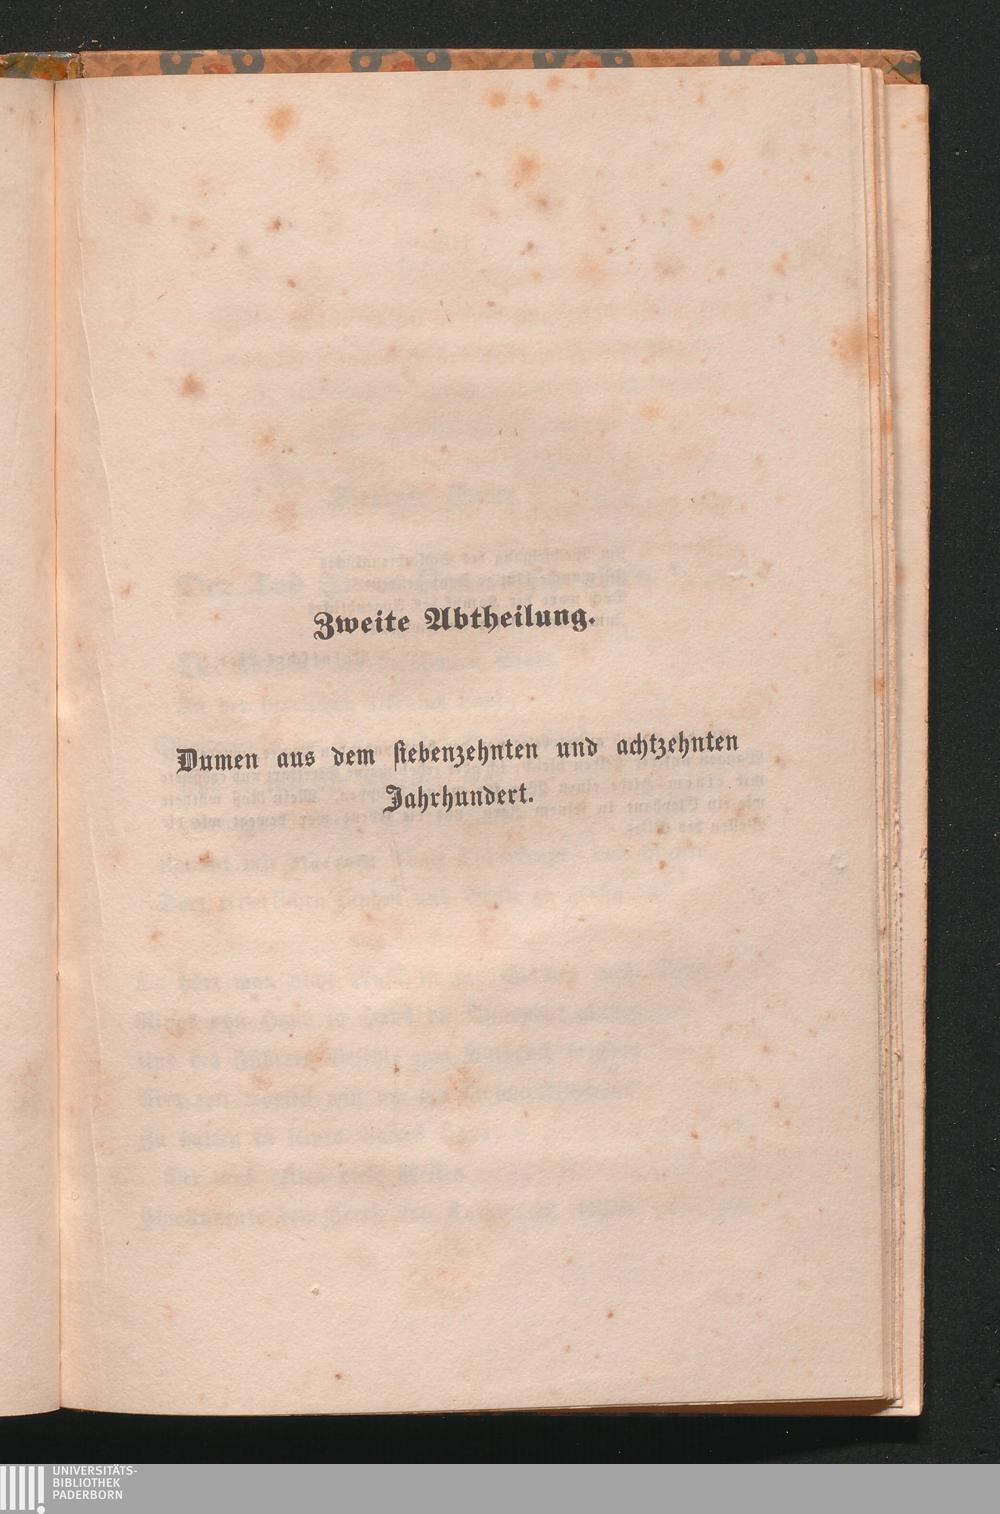 Zweite Abtheilung.
Dumen aus dem siebenzehnten und achtzehnten
Jahrhundert.
UNIVERSITÄTS-
BIBLIOTHEK
PADERBORN